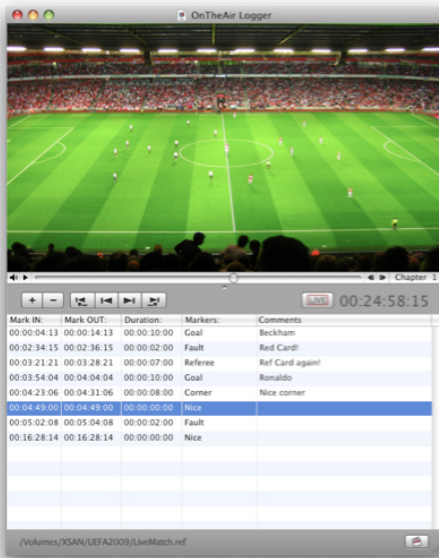 OnTheAir Logger
Chapter 1
+ - LIVE 00:24:58:15
Mark IN: Mark OUT: Duration: Markers: Comments
00:00:04:13 00:00:14:13 00:00:10:00 Goal Beckham
00:02:34:15 00:02:36:15 00:00:02:00 Fault Red Card!
00:03:21:21 00:03:28:21 00:00:07:00 Referee Ref Card again!
00:03:54:04 00:04:04:04 00:00:10:00 Goal Ronaldo
00:04:23:06 00:04:31:06 00:00:08:00 Corner Nice corner
00:04:49:00 00:04:49:00 00:00:00:00 Nice
00:05:02:08 00:05:04:08 00:00:02:00 Fault
00:16:28:14 00:16:28:14 00:00:00:00 Nice
/Volumes/XSAN/UEFA2009/LiveMatch.ref